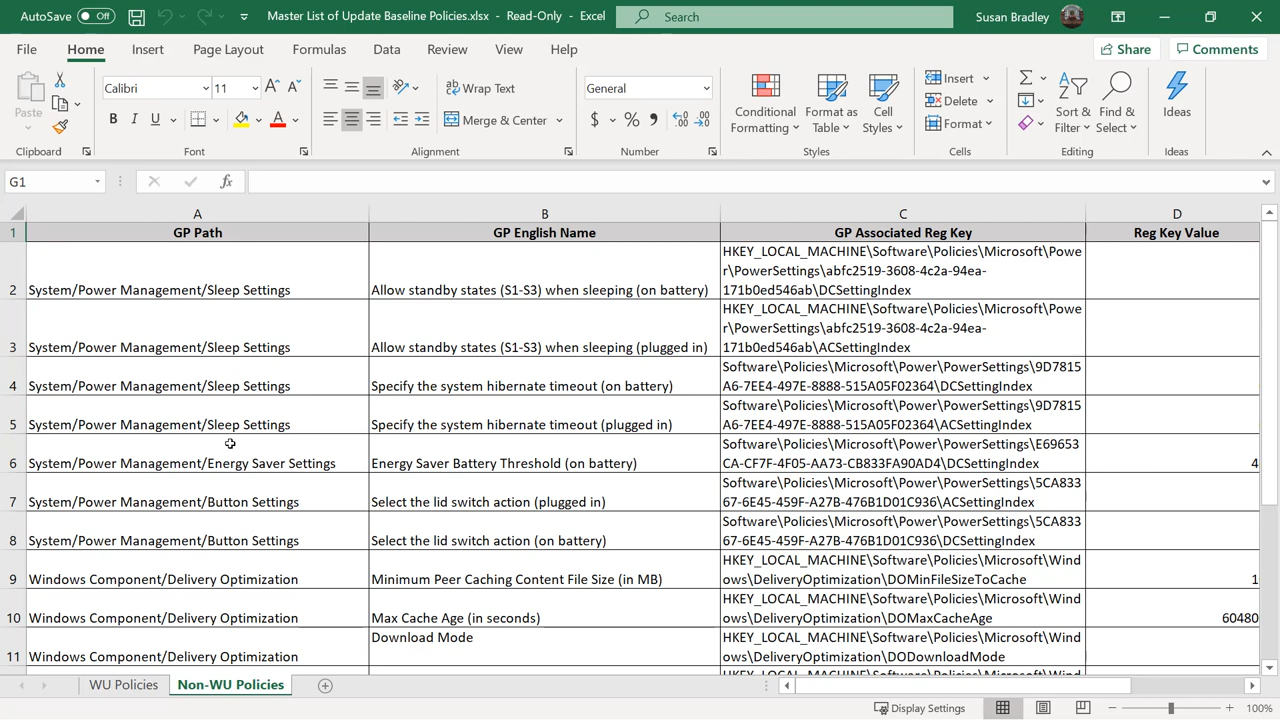 AutoSave Off Master List of Update Baseline Policies.xlsx - Read-Only - Excel Search Susan Bradley
File Home Insert Page Layout Formulas Data Review View Help Share Comments
Paste
Clipboard
Calibri 11
B I U
Font
Wrap Text
Merge & Center
Alignment
General
$ % ,
Number
Conditional Formatting
Format as Table
Cell Styles
Styles
Insert
Delete
Format
Cells
Sort & Filter
Find & Select
Editing
Ideas
Ideas
G1 fx
A B C D
1 GP Path GP English Name GP Associated Reg Key Reg Key Value
HKEY_LOCAL_MACHINE\Software\Policies\Microsoft\Powe
r\PowerSettings\abfc2519-3608-4c2a-94ea-
2 System/Power Management/Sleep Settings Allow standby states (S1-S3) when sleeping (on battery) 171b0ed546ab\DCSettingIndex
HKEY_LOCAL_MACHINE\Software\Policies\Microsoft\Powe
r\PowerSettings\abfc2519-3608-4c2a-94ea-
3 System/Power Management/Sleep Settings Allow standby states (S1-S3) when sleeping (plugged in) 171b0ed546ab\ACSettingIndex
Software\Policies\Microsoft\Power\PowerSettings\9D7815
4 System/Power Management/Sleep Settings Specify the system hibernate timeout (on battery) A6-7EE4-497E-8888-515A05F02364\DCSettingIndex
Software\Policies\Microsoft\Power\PowerSettings\9D7815
5 System/Power Management/Sleep Settings Specify the system hibernate timeout (plugged in) A6-7EE4-497E-8888-515A05F02364\ACSettingIndex
Software\Policies\Microsoft\Power\PowerSettings\E69653
6 System/Power Management/Energy Saver Settings Energy Saver Battery Threshold (on battery) CA-CF7F-4F05-AA73-CB833FA90AD4\DCSettingIndex 4
Software\Policies\Microsoft\Power\PowerSettings\5CA833
7 System/Power Management/Button Settings Select the lid switch action (plugged in) 67-6E45-459F-A27B-476B1D01C936\ACSettingIndex
Software\Policies\Microsoft\Power\PowerSettings\5CA833
8 System/Power Management/Button Settings Select the lid switch action (on battery) 67-6E45-459F-A27B-476B1D01C936\DCSettingIndex
HKEY_LOCAL_MACHINE\Software\Policies\Microsoft\Wind
9 Windows Component/Delivery Optimization Minimum Peer Caching Content File Size (in MB) ows\DeliveryOptimization\DOMinFileSizeToCache 1
HKEY_LOCAL_MACHINE\Software\Policies\Microsoft\Wind
10 Windows Component/Delivery Optimization Max Cache Age (in seconds) ows\DeliveryOptimization\DOMaxCacheAge 60480
Download Mode HKEY_LOCAL_MACHINE\Software\Policies\Microsoft\Wind
11 Windows Component/Delivery Optimization ows\DeliveryOptimization\DODownloadMode
WU Policies Non-WU Policies
Display Settings 100%